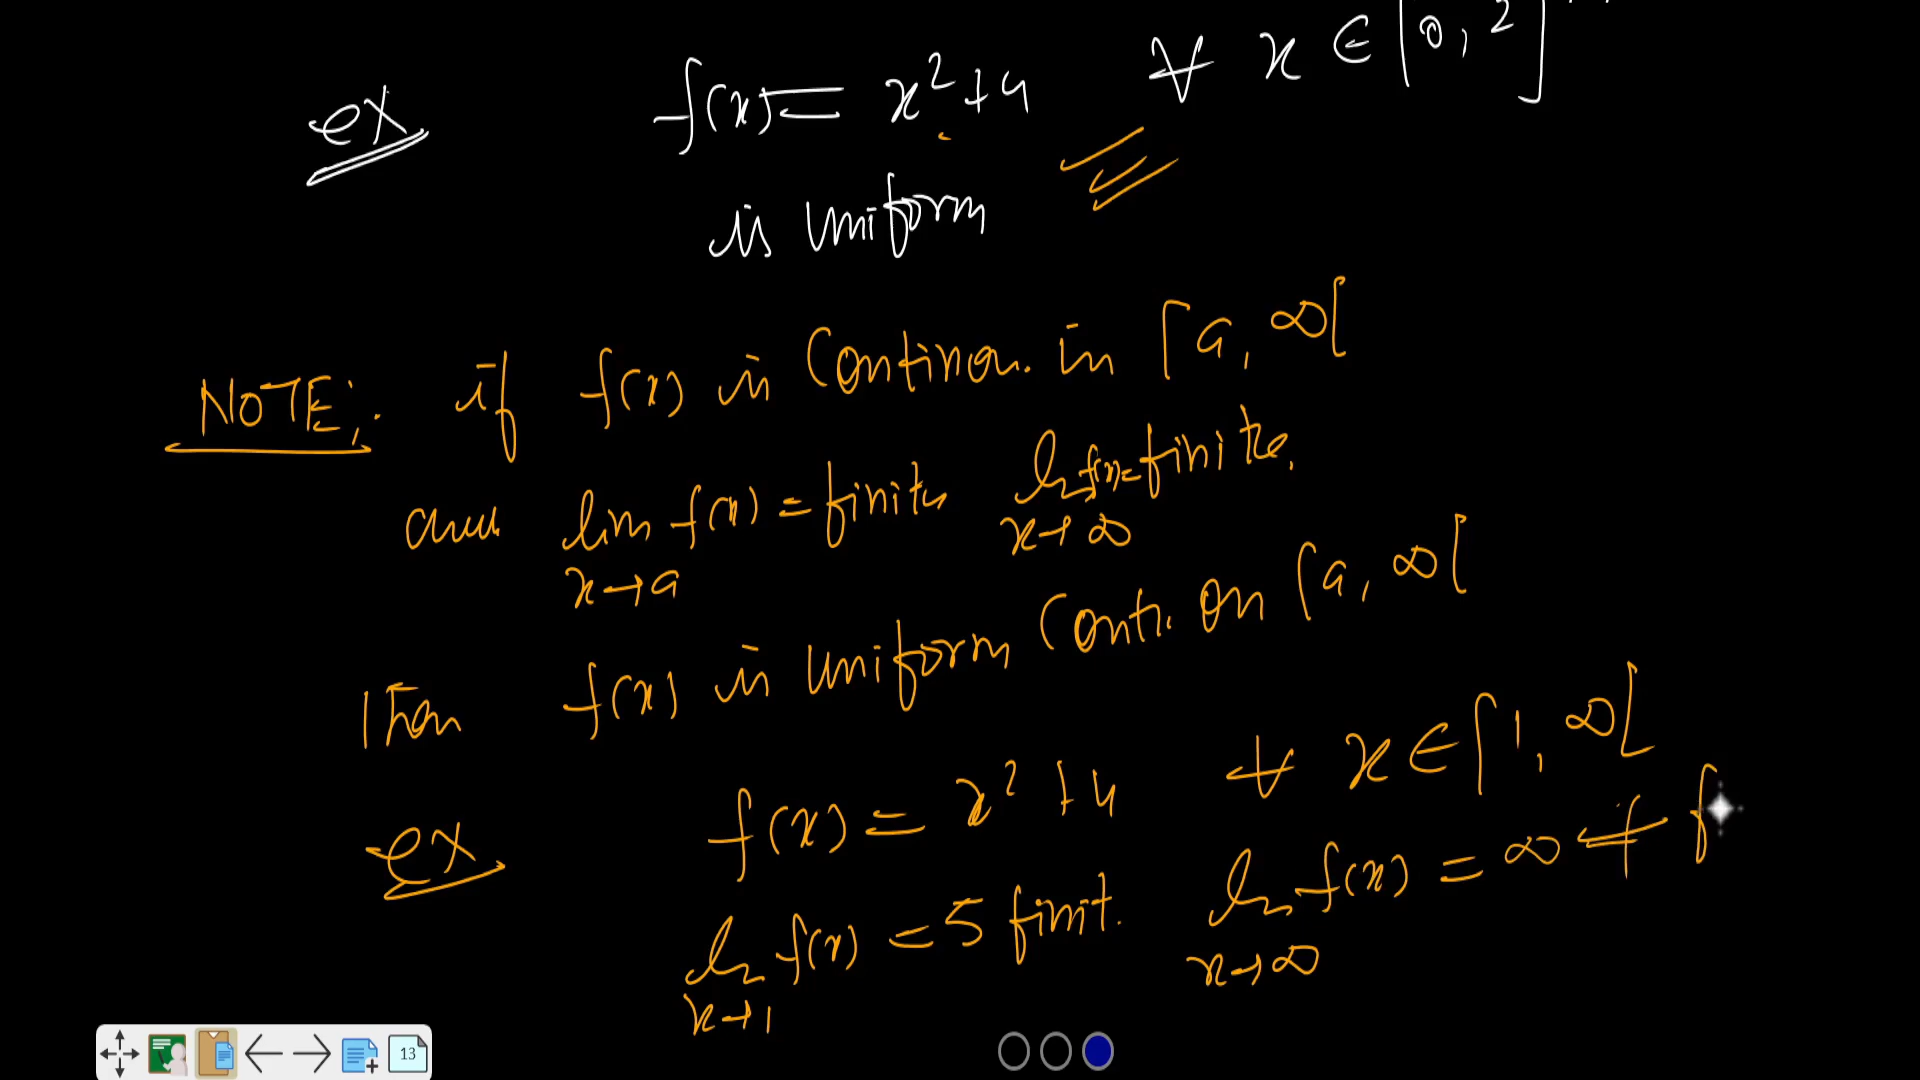 ex f(x) = x²+4 ∀ x ∈ [0, 2]
is uniform
NOTE: if f(x) is Continou. in [a, ∞[
and lim f(x) = finite lim f(x) = finite.
x→a x→∞
Then f(x) is uniform Conti. on [a, ∞[
ex f(x) = x² + 4 ∀ x ∈ [1, ∞[
lim f(x) = 5 finit. lim f(x) = ∞ ≠ f
x→1 x→∞
13